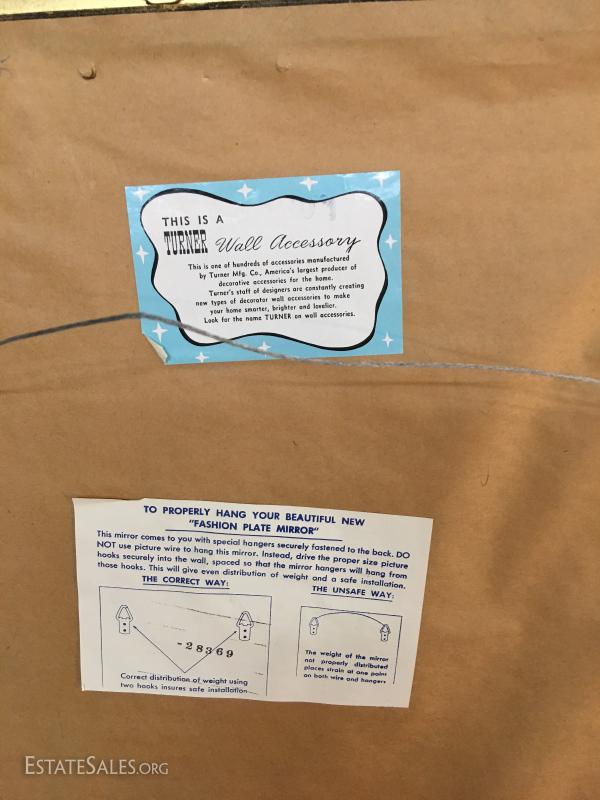 THIS IS A
TURNER Wall Accessory
This is one of hundreds of accessories manufactured
by Turner Mfg. Co., America's largest producer of
decorative accessories for the home.
Turner's staff of designers are constantly creating
new types of decorator wall accessories to make
your home smarter, brighter and lovelier.
Look for the name TURNER on wall accessories.
TO PROPERLY HANG YOUR BEAUTIFUL NEW
"FASHION PLATE MIRROR"
This mirror comes to you with special hangers securely fastened to the back. DO
NOT use picture wire to hang this mirror. Instead, drive the proper size picture
hooks securely into the wall, spaced so that the mirror hangers will hang from
those hooks. This will give even distribution of weight and a safe installation.
THE CORRECT WAY:
-28369
Correct distribution of weight using
two hooks insures safe installation
THE UNSAFE WAY:
The weight of the mirror
not properly distributed
places strain at one point
on both wire and hangers
ESTATESALES.ORG